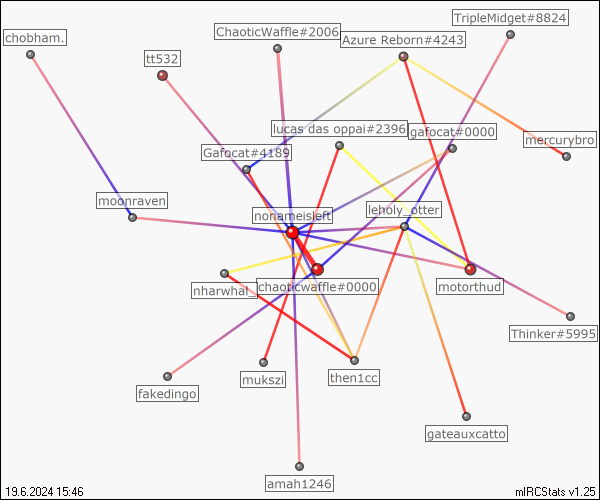 TripleMidget#8824
ChaoticWaffle#2006
chobham.
Azure Reborn#4243
tt532
lucas das oppai#2396
gafocat#0000
mercurybro
Gafocat#4189
moonraven
nonameisleft
leholy_otter
nharwhal_
chaoticwaffle#0000
motorthud
Thinker#5995
fakedingo
mukszi
then1cc
gateauxcatto
amah1246
19.6.2024 15:46
mIRCStats v1.25